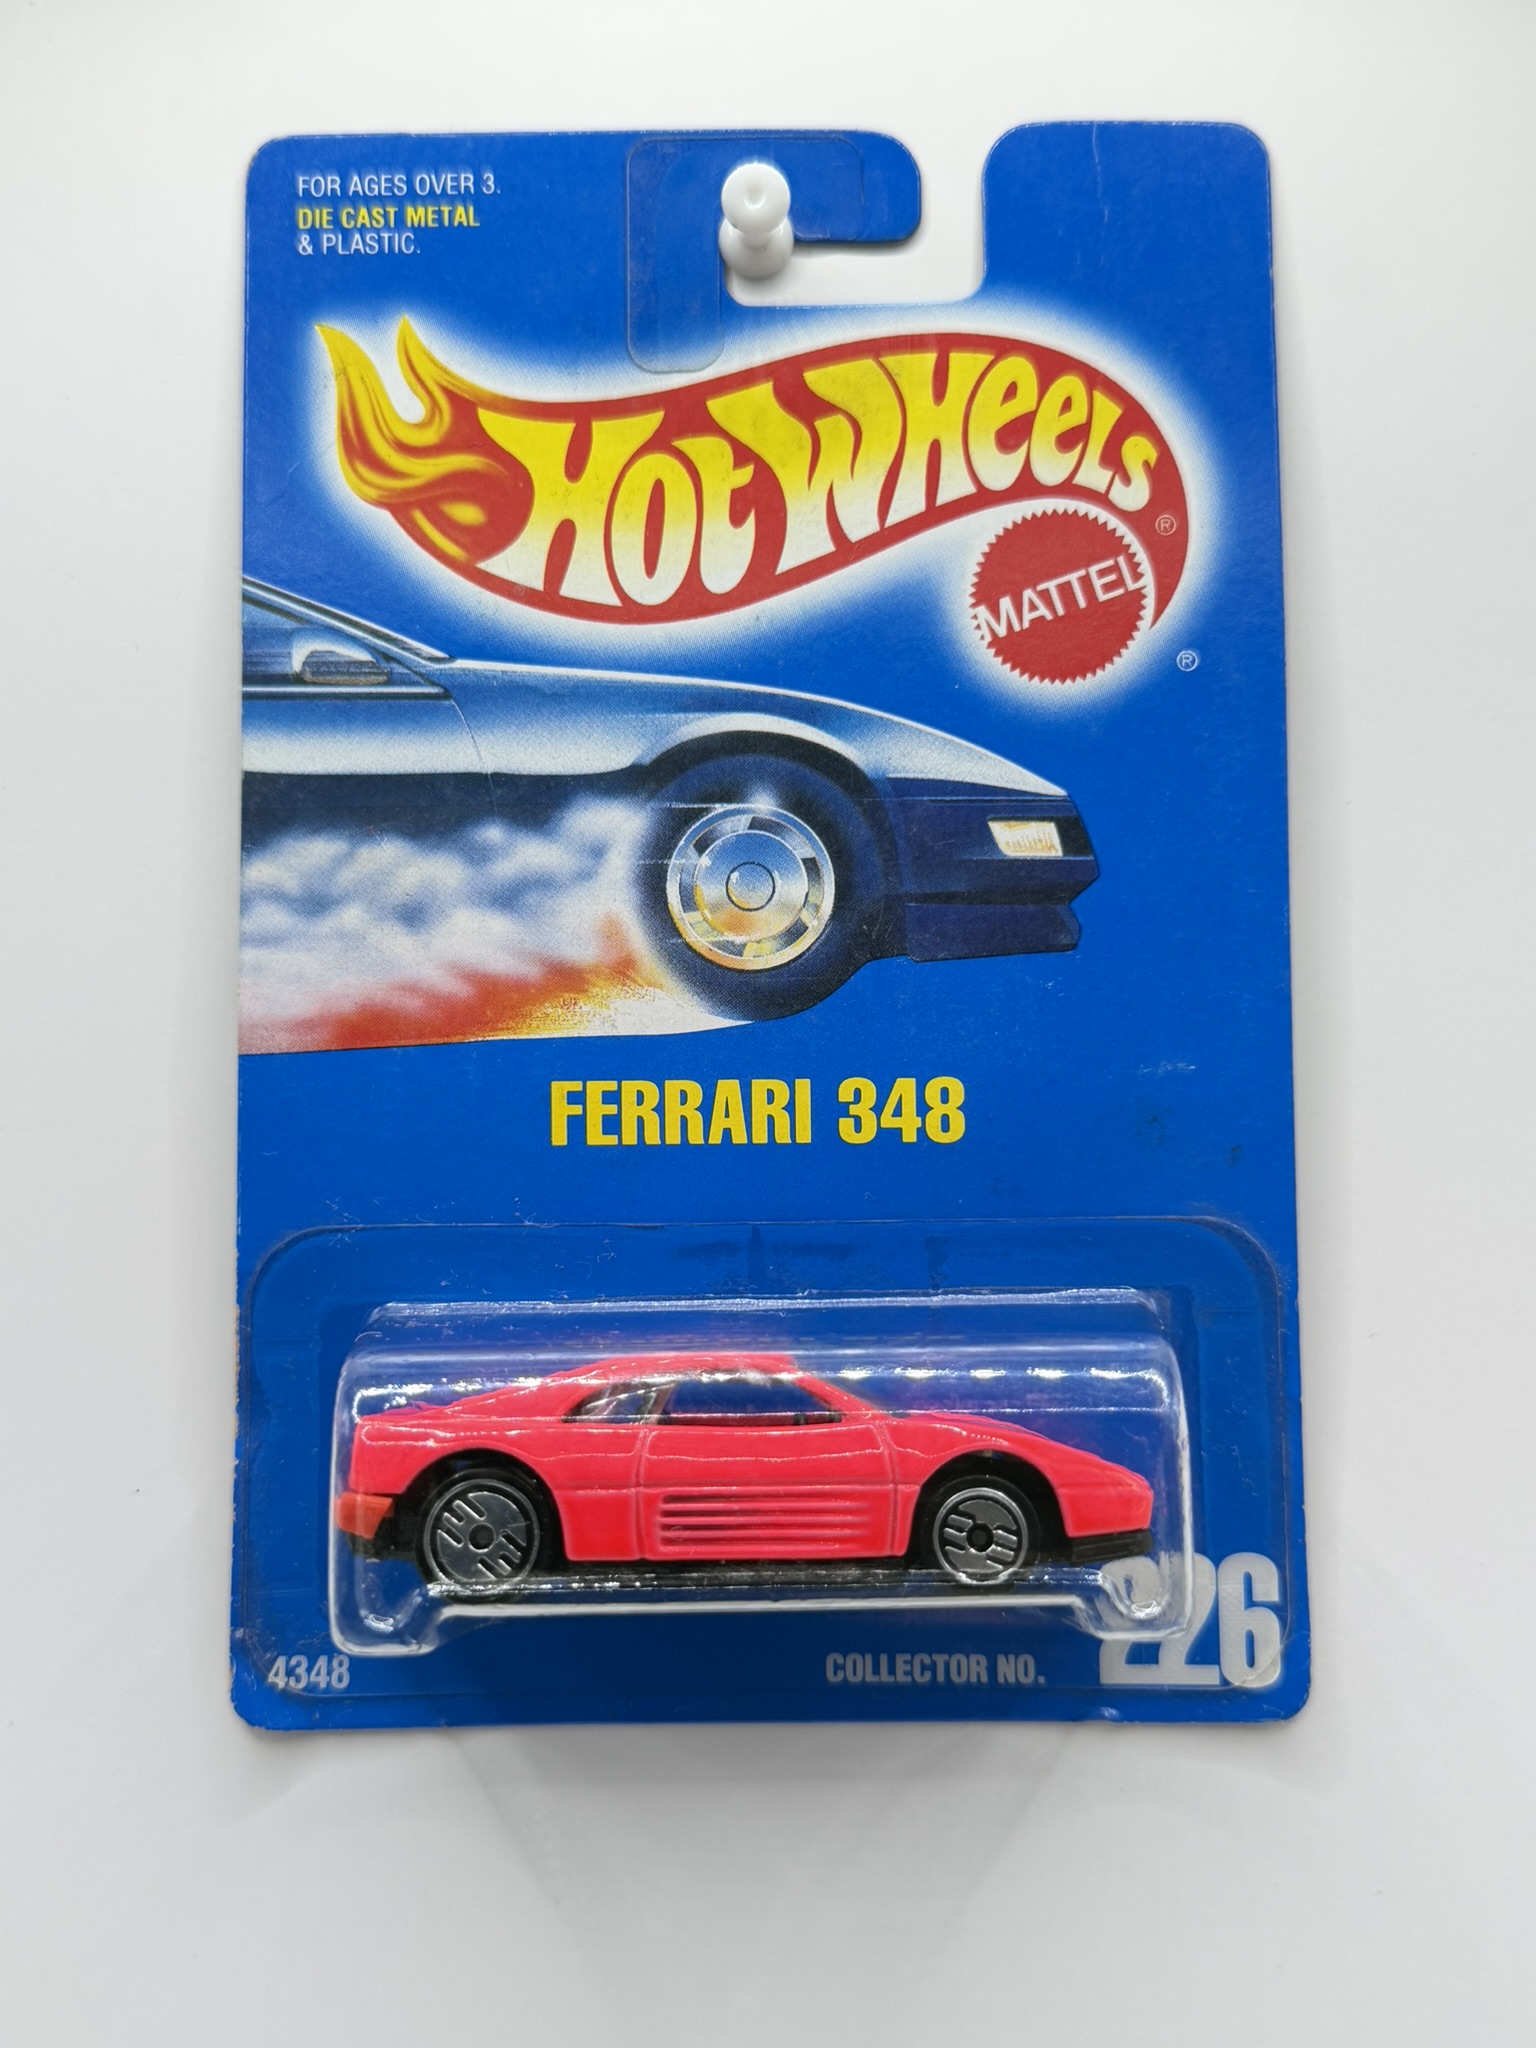 FOR AGES OVER 3.
DIE CAST METAL
& PLASTIC.
HOT WHEELS ®
MATTEL
®
FERRARI 348
4348
COLLECTOR NO. 226